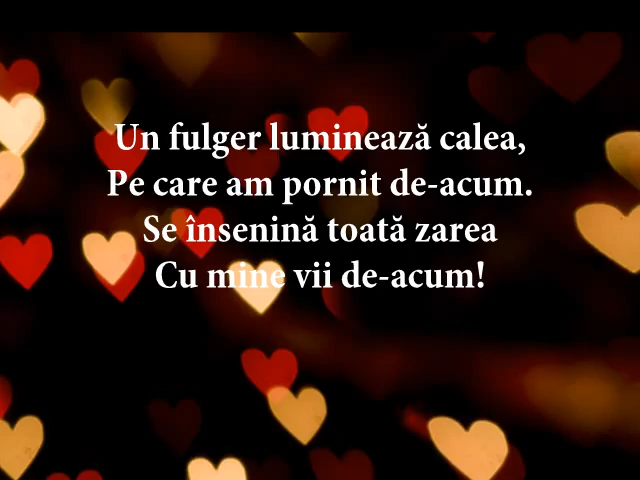 Un fulger luminează calea,
Pe care am pornit de-acum.
Se însenină toată zarea
Cu mine vii de-acum!